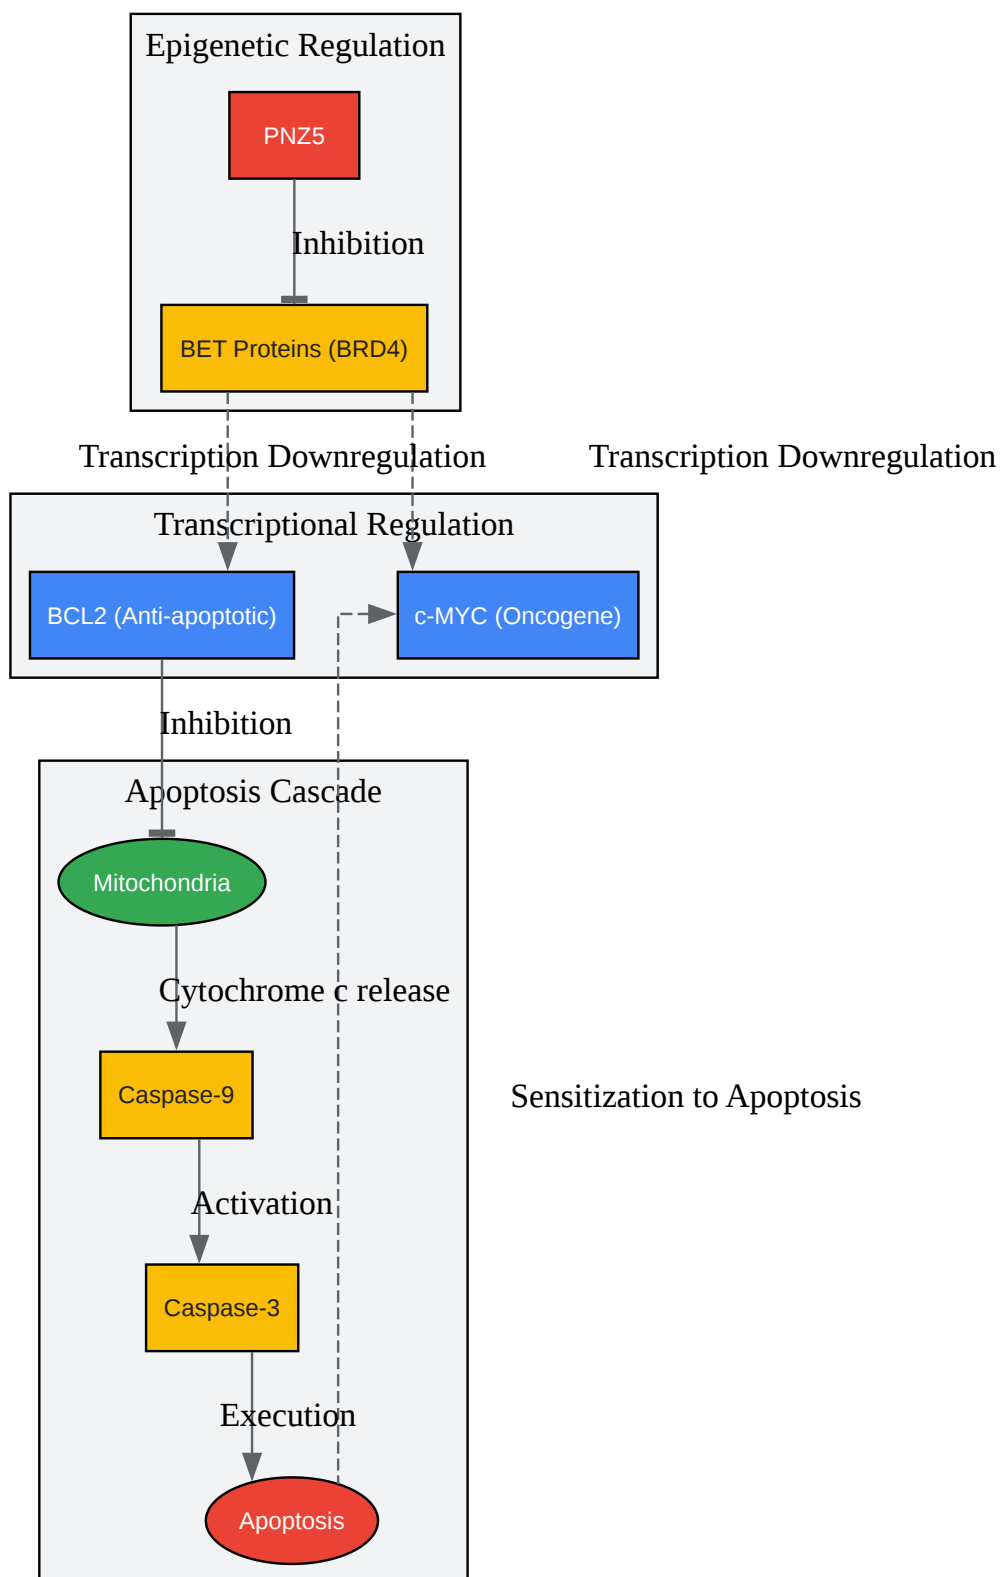 Epigenetic Regulation
PNZ5
Inhibition
BET Proteins (BRD4)
Transcription Downregulation
Transcription Downregulation
Transcriptional Regulation
BCL2 (Anti-apoptotic)
c-MYC (Oncogene)
Inhibition
Apoptosis Cascade
Mitochondria
Cytochrome c release
Caspase-9
Sensitization to Apoptosis
Activation
Caspase-3
Execution
Apoptosis